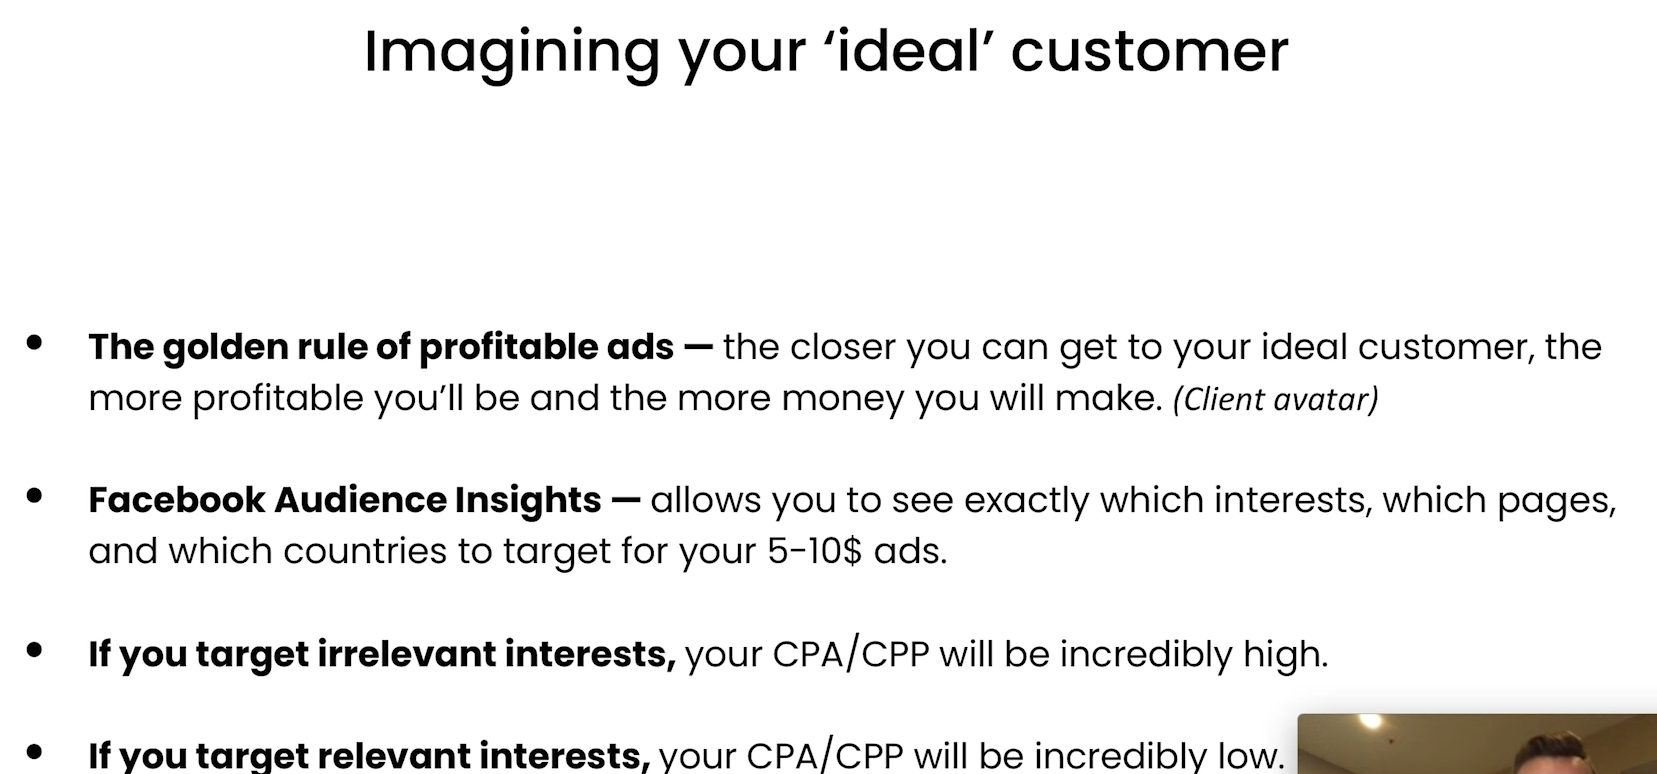 Imagining your ‘ideal’ customer
• The golden rule of profitable ads — the closer you can get to your ideal customer, the
more profitable you’ll be and the more money you will make. (Client avatar)
• Facebook Audience Insights — allows you to see exactly which interests, which pages,
and which countries to target for your 5-10$ ads.
• If you target irrelevant interests, your CPA/CPP will be incredibly high.
• If you target relevant interests, your CPA/CPP will be incredibly low.